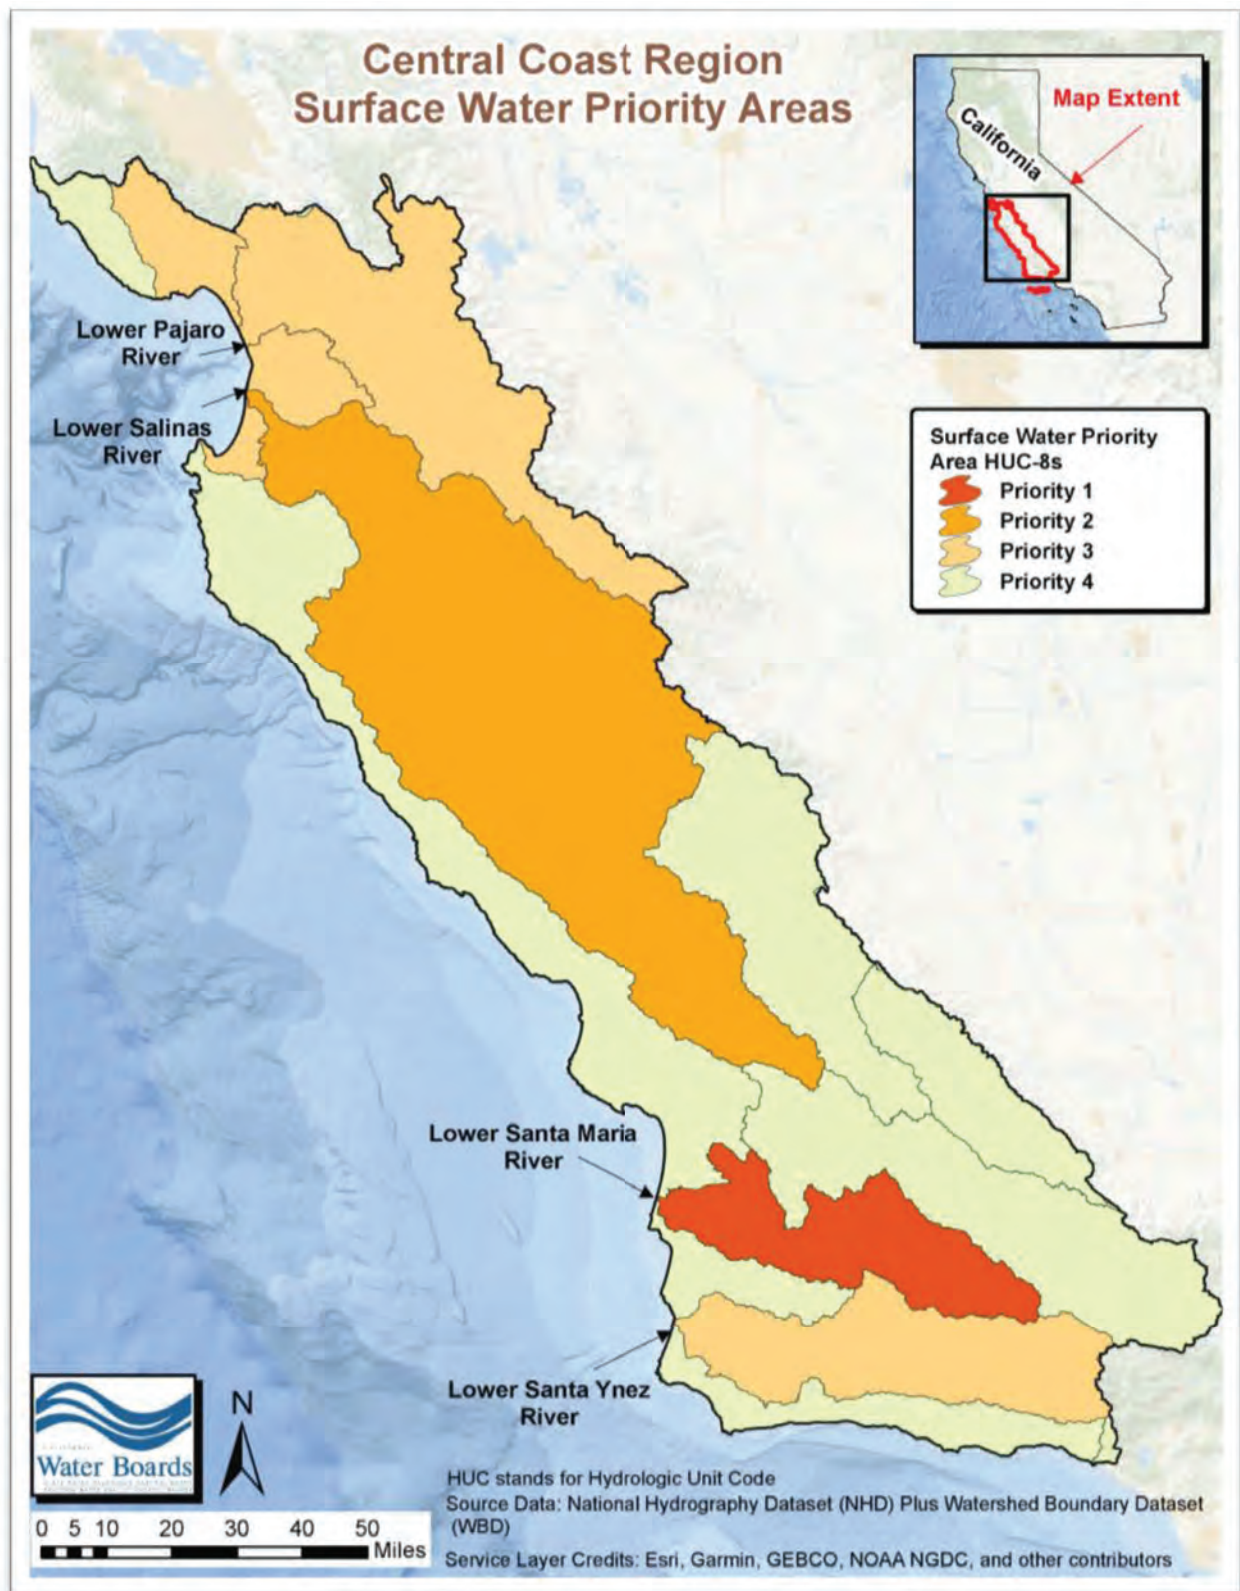 Central Coast Region
Surface Water Priority Areas
Map Extent
California
Lower Pajaro
River
Lower Salinas
River
Surface Water Priority
Area HUC-8s
Priority 1
Priority 2
Priority 3
Priority 4
Lower Santa Maria
River
Lower Santa Ynez
River
Water Boards
N
HUC stands for Hydrologic Unit Code
Source Data: National Hydrography Dataset (NHD) Plus Watershed Boundary Dataset
(WBD)
Service Layer Credits: Esri, Garmin, GEBCO, NOAA NGDC, and other contributors
0 5 10 20 30 40 50
Miles